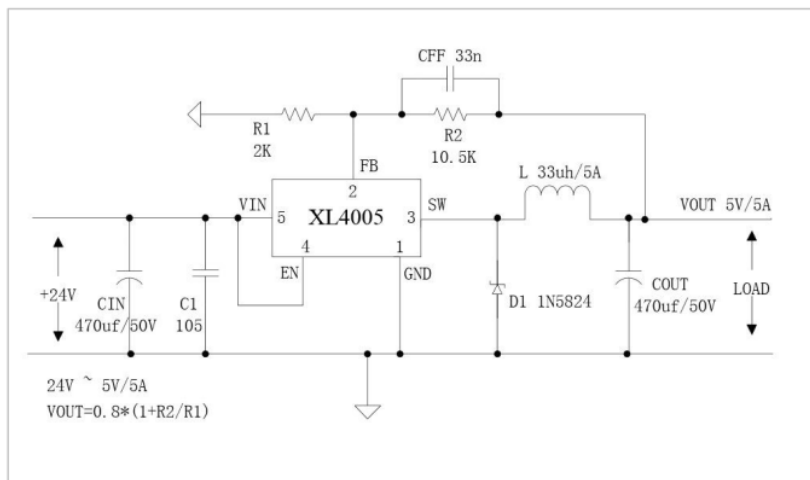 CFF 33n
R1
2K
R2
10.5K
FB
2
L 33uh/5A
VIN
5
XL4005
3
SW
VOUT 5V/5A
4
1
EN
GND
+24V
CIN
470uf/50V
C1
105
D1 1N5824
COUT
470uf/50V
LOAD
24V ~ 5V/5A
VOUT=0.8*(1+R2/R1)